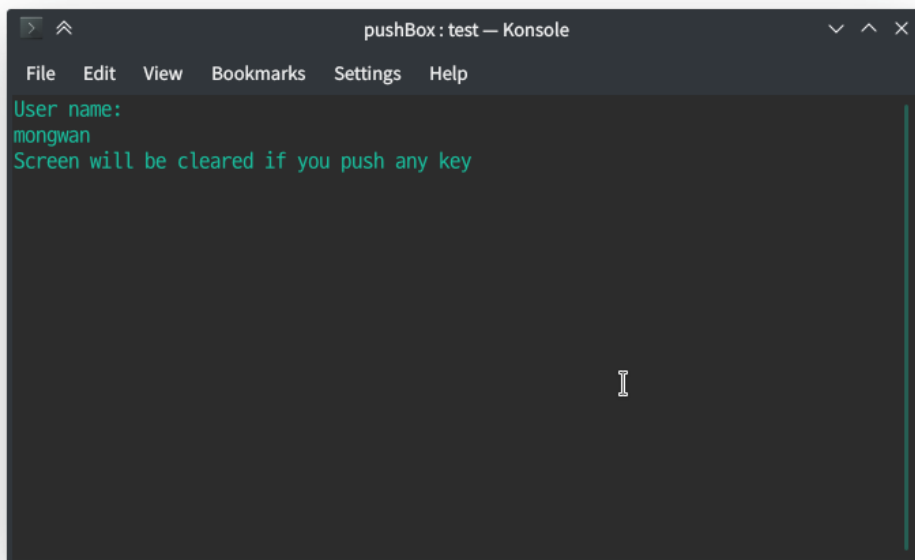 pushBox : test — Konsole
File Edit View Bookmarks Settings Help
User name:
mongwan
Screen will be cleared if you push any key